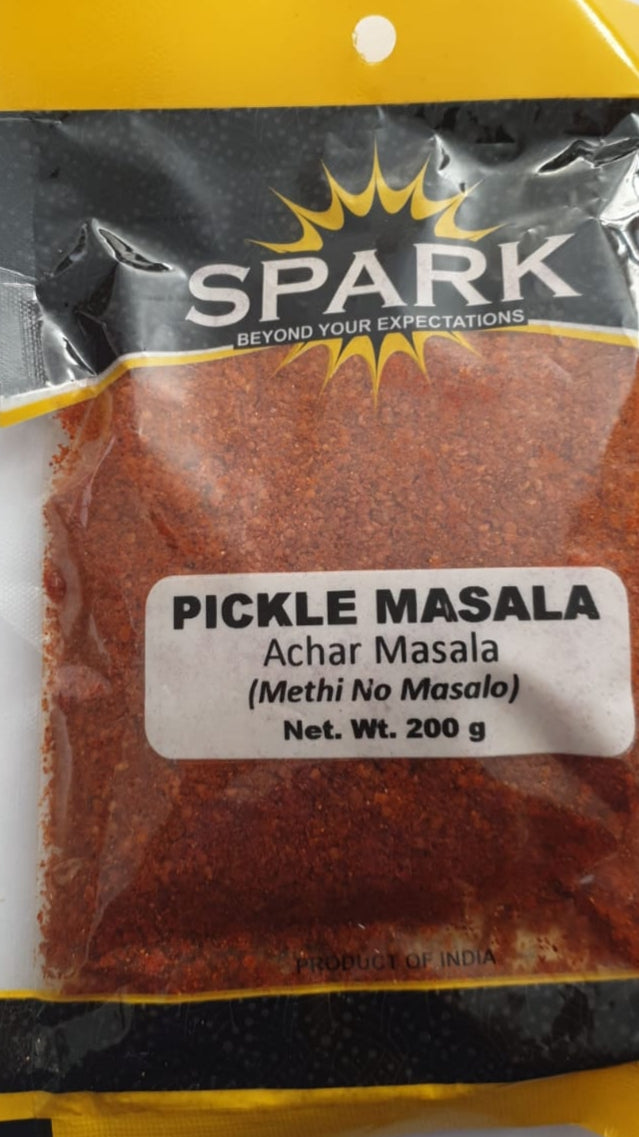 SPARK
BEYOND YOUR EXPECTATIONS
PICKLE MASALA
Achar Masala
(Methi No Masalo)
Net. Wt. 200 g
PRODUCT OF INDIA